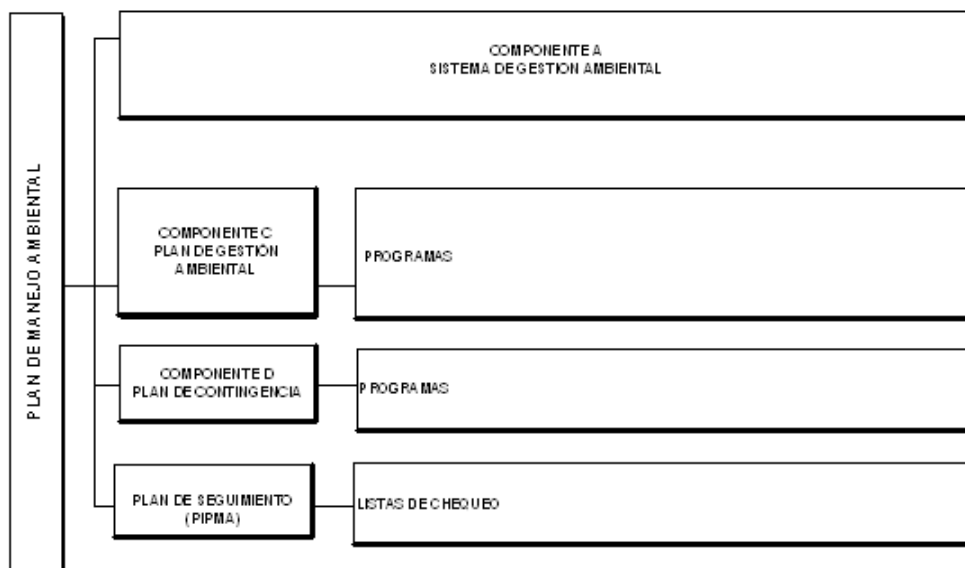 PLAN DE MANEJO AMBIENTAL
COMPONENTE A
SISTEMA DE GESTION AMBIENTAL
COMPONENTE C
PLAN DE GESTIÓN
AMBIENTAL
PROGRAMAS
COMPONENTE D
PLAN DE CONTINGENCIA
PROGRAMAS
PLAN DE SEGUIMIENTO
(PIPMA)
LISTAS DE CHEQUEO